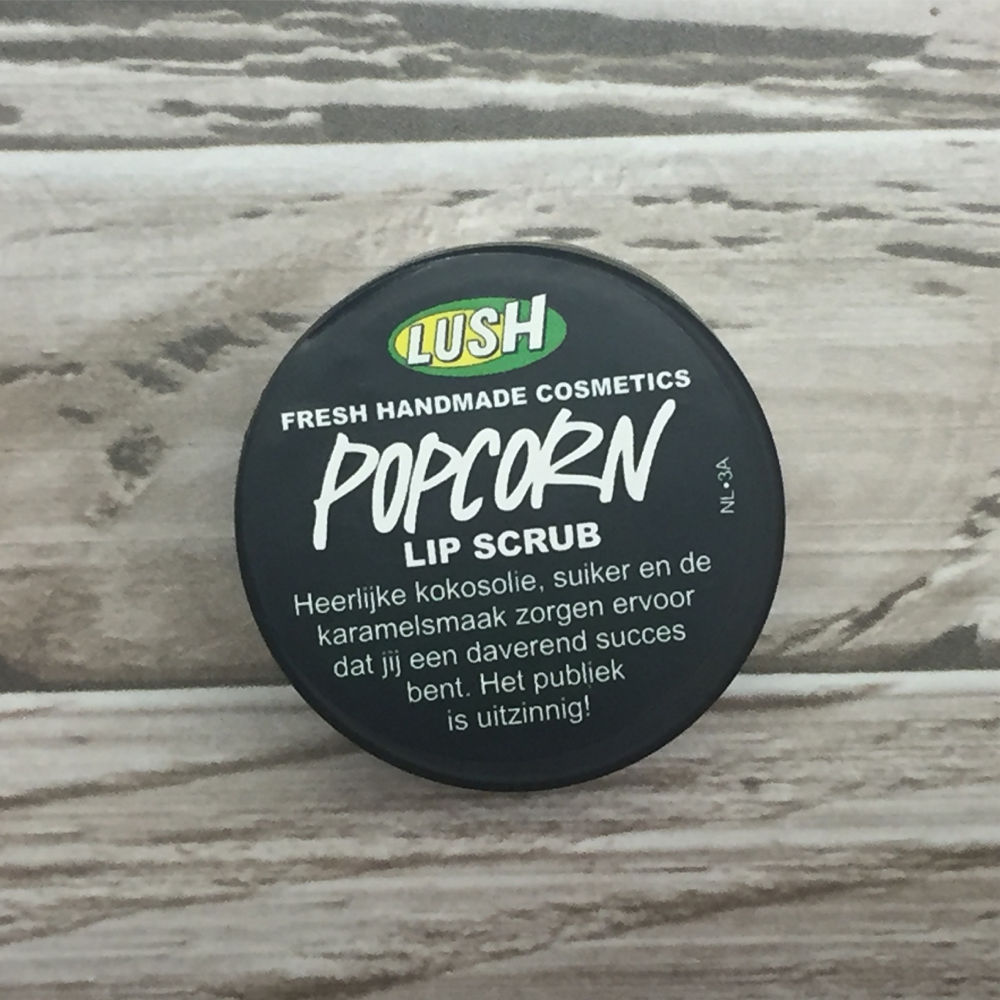 LUSH
FRESH HANDMADE COSMETICS
POPCORN
LIP SCRUB
Heerlijke kokosolie, suiker en de
karamelsmaak zorgen ervoor
dat jij een daverend succes
bent. Het publiek
is uitzinnig!
NL•3A